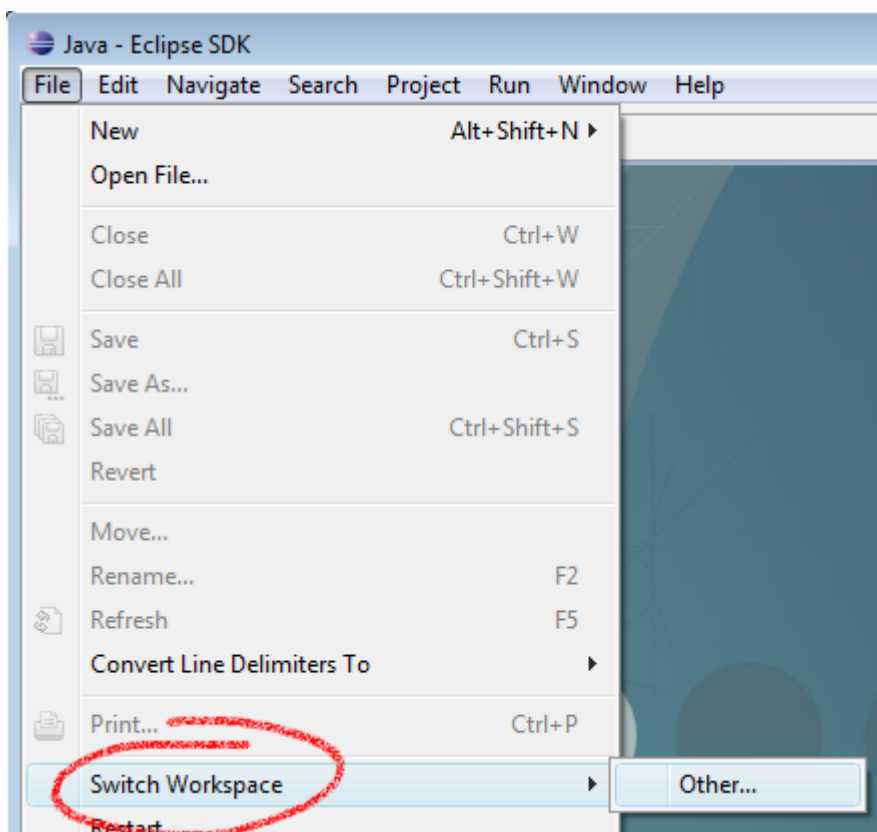 Java - Eclipse SDK
File Edit Navigate Search Project Run Window Help
New Alt+Shift+N
Open File...
Close Ctrl+W
Close All Ctrl+Shift+W
Save Ctrl+S
Save As...
Save All Ctrl+Shift+S
Revert
Move...
Rename... F2
Refresh F5
Convert Line Delimiters To
Print... Ctrl+P
Switch Workspace Other...
Restart